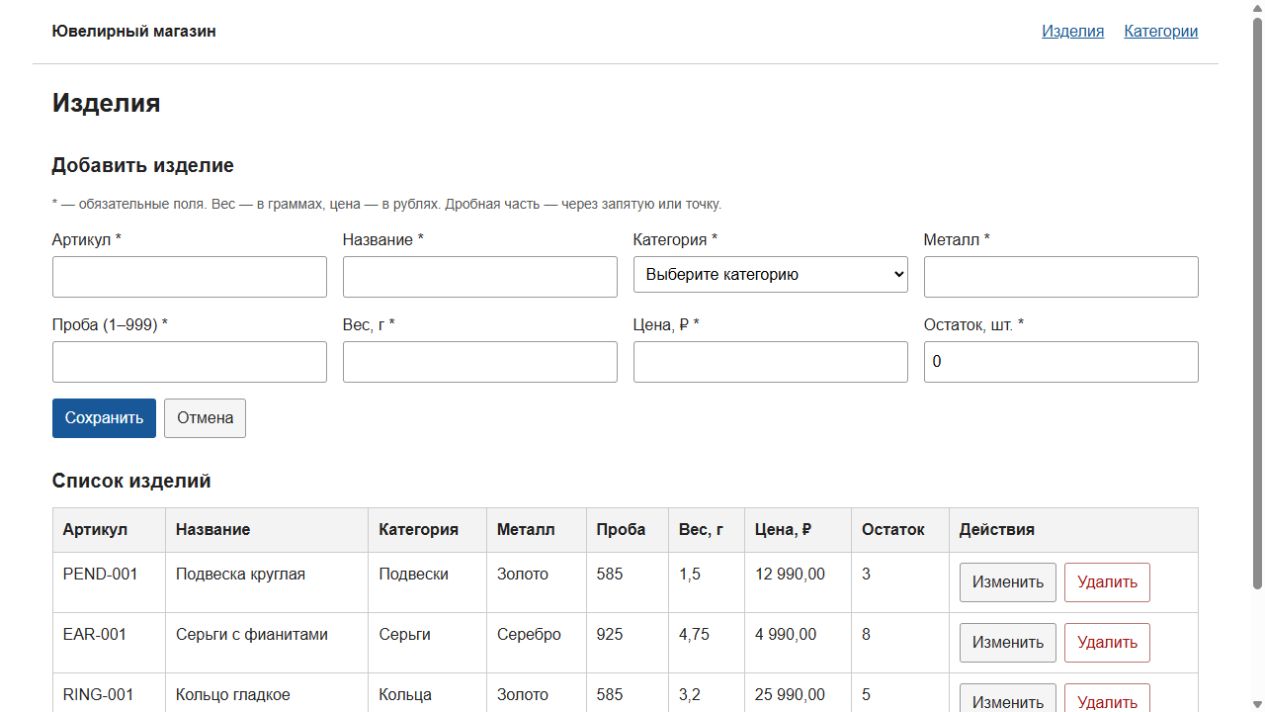 Ювелирный магазин Изделия Категории
Изделия
Добавить изделие
* — обязательные поля. Вес — в граммах, цена — в рублях. Дробная часть — через запятую или точку.
Артикул * Название * Категория * Металл *
Выберите категорию
Проба (1–999) * Вес, г * Цена, ₽ * Остаток, шт. *
0
Сохранить Отмена
Список изделий
Артикул Название Категория Металл Проба Вес, г Цена, ₽ Остаток Действия
PEND-001 Подвеска круглая Подвески Золото 585 1,5 12 990,00 3 Изменить Удалить
EAR-001 Серьги с фианитами Серьги Серебро 925 4,75 4 990,00 8 Изменить Удалить
RING-001 Кольцо гладкое Кольца Золото 585 3,2 25 990,00 5 Изменить Удалить